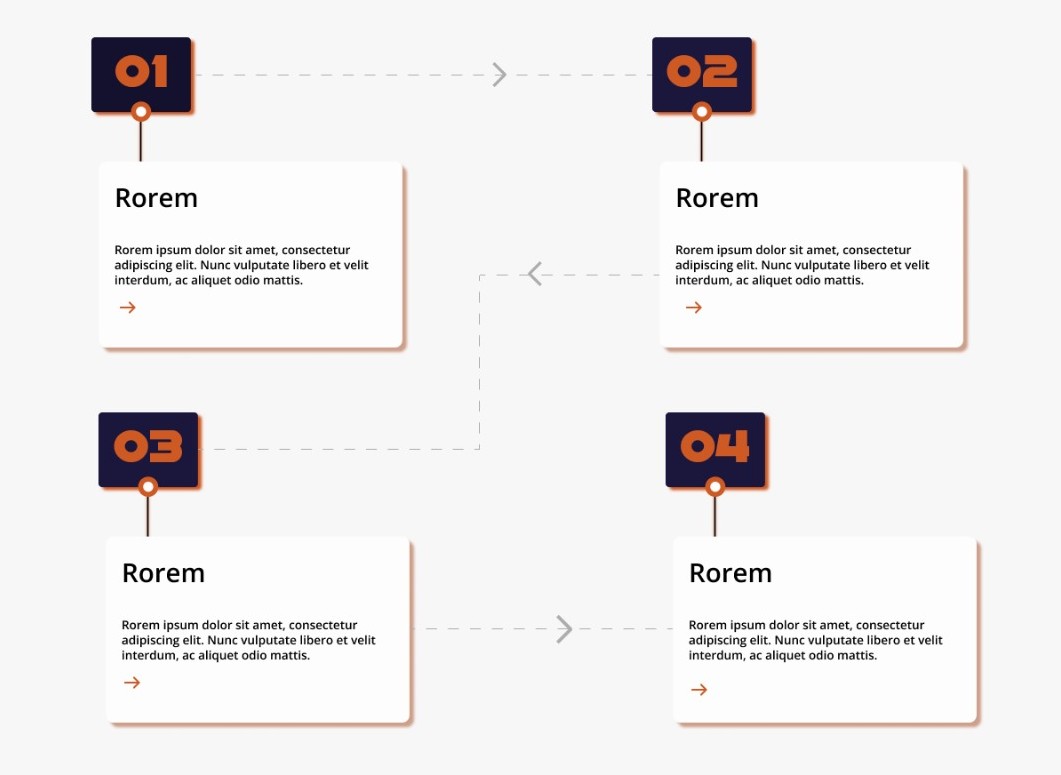 01
Rorem
Rorem ipsum dolor sit amet, consectetur
adipiscing elit. Nunc vulputate libero et velit
interdum, ac aliquet odio mattis.
02
Rorem
Rorem ipsum dolor sit amet, consectetur
adipiscing elit. Nunc vulputate libero et velit
interdum, ac aliquet odio mattis.
03
Rorem
Rorem ipsum dolor sit amet, consectetur
adipiscing elit. Nunc vulputate libero et velit
interdum, ac aliquet odio mattis.
04
Rorem
Rorem ipsum dolor sit amet, consectetur
adipiscing elit. Nunc vulputate libero et velit
interdum, ac aliquet odio mattis.